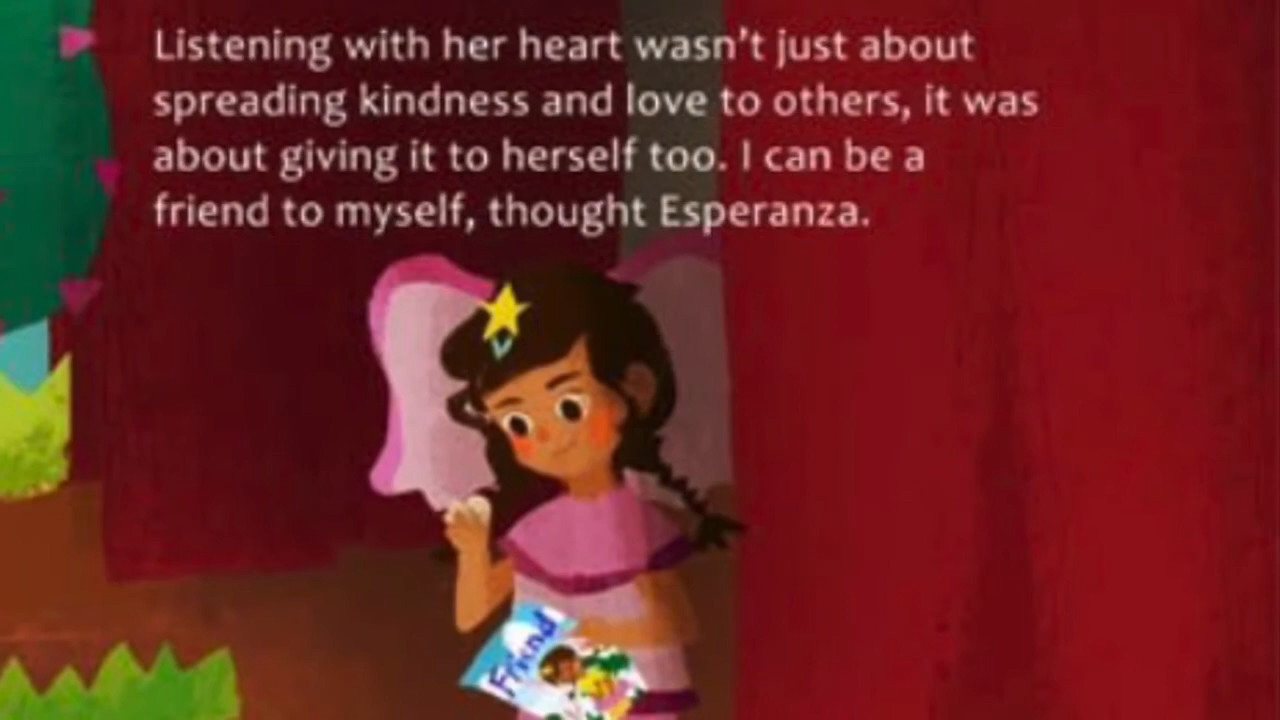 Listening with her heart wasn't just about
spreading kindness and love to others, it was
about giving it to herself too. I can be a
friend to myself, thought Esperanza.
Friend